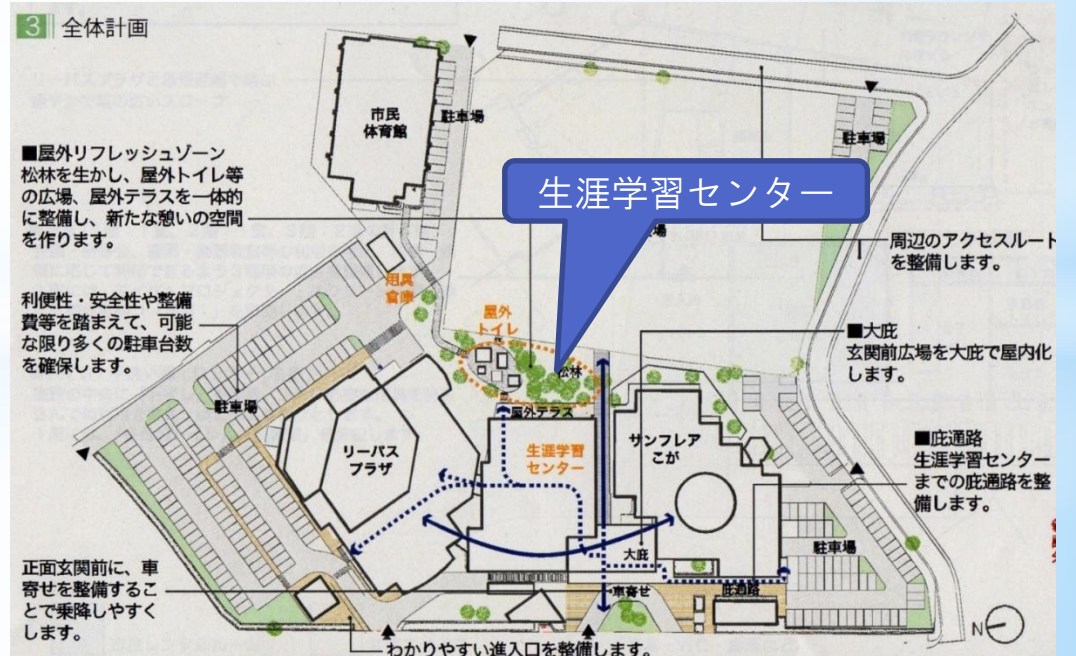 3 全体計画
市民
体育館
駐車場
駐車場
■屋外リフレッシュゾーン
松林を生かし、屋外トイレ等
の広場、屋外テラスを一体的
に整備し、新たな憩いの空間
を作ります。
生涯学習センター
場
周辺のアクセスルート
を整備します。
用具
倉庫
屋外
トイレ
利便性・安全性や整備
費等を踏まえて、可能
な限り多くの駐車台数
を確保します。
松林
■大庇
玄関前広場を大庇で屋内化
します。
駐車場
屋外テラス
リーパス
プラザ
生涯学習
センター
サンフレア
こが
■庇通路
生涯学習センター
までの庇通路を整
備します。
大庇
駐車場
正面玄関前に、車
寄せを整備するこ
とで乗降しやすく
します。
車寄せ
庇通路
N
わかりやすい進入口を整備します。